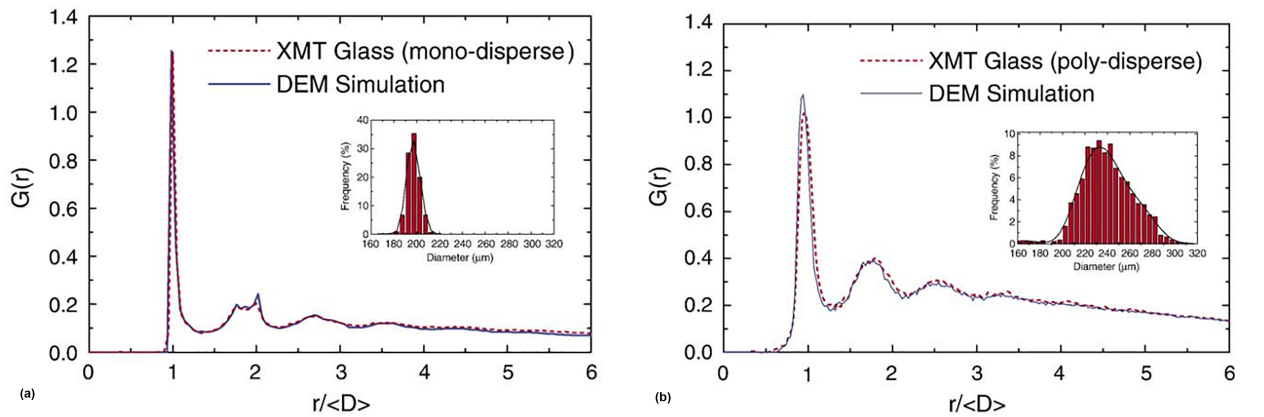 1.4
1.2
1.0
0.8
0.6
0.4
0.2
0.0
G(r)
XMT Glass (mono-disperse)
DEM Simulation
40
30
20
10
0
Frequency (%)
160 180 200 220 240 260 280 300 320
Diameter (μm)
0 1 2 3 4 5 6
r/<D>
(a)
1.4
1.2
1.0
0.8
0.6
0.4
0.2
0.0
G(r)
XMT Glass (poly-disperse)
DEM Simulation
10
8
6
4
2
0
Frequency (%)
160 180 200 220 240 260 280 300 320
Diameter (μm)
0 1 2 3 4 5 6
r/<D>
(b)